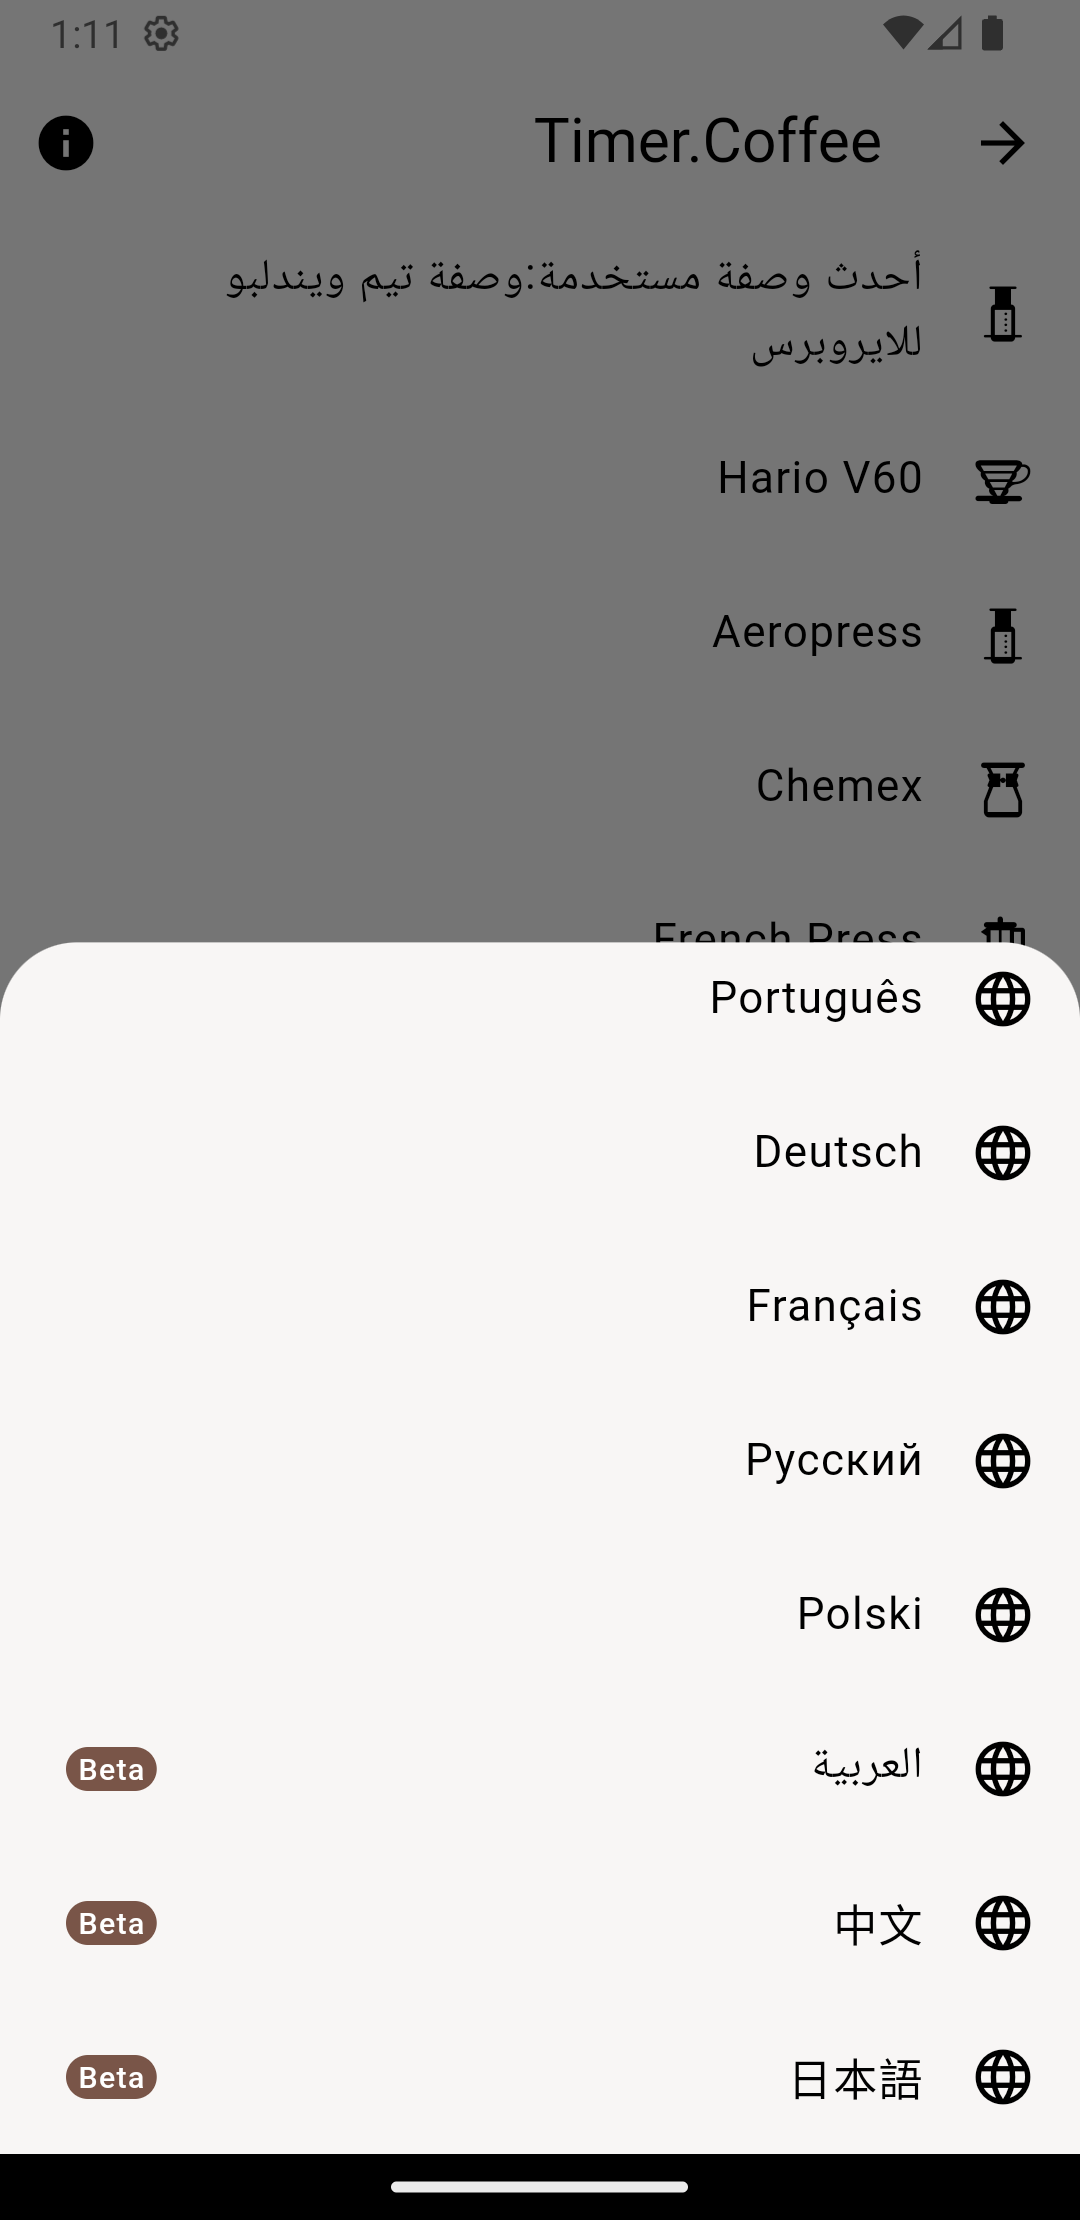 1:11
Timer.Coffee
أحدث وصفة مستخدمة:وصفة تيم ويندلبو
للايروبرس
Hario V60
Aeropress
Chemex
French Press
Português
Deutsch
Français
Русский
Polski
العربية
Beta
中文
Beta
日本語
Beta